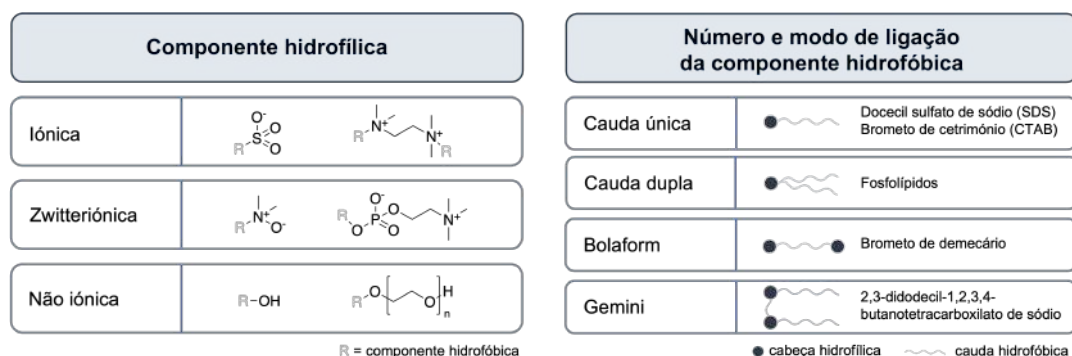 Componente hidrofílica
Iónica
O-
S
O
O
R
R
N+
N+
R
Zwitteriónica
R
N+
O-
R
O
O-
P
O
O
N+
Não iónica
R-OH
R
O
O
H
n
R = componente hidrofóbica
Número e modo de ligação
da componente hidrofóbica
Cauda única
Docecil sulfato de sódio (SDS)
Brometo de cetrimónio (CTAB)
Cauda dupla
Fosfolípidos
Bolaform
Brometo de demecário
Gemini
2,3-didodecil-1,2,3,4-
butanotetracarboxilato de sódio
cabeça hidrofílica
cauda hidrofóbica